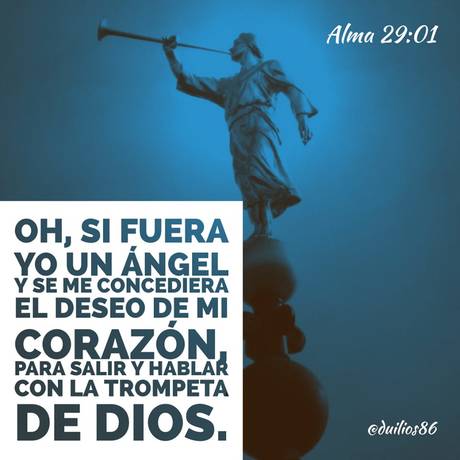 Alma 29:01
OH, SI FUERA
YO UN ÁNGEL
Y SE ME CONCEDIERA
EL DESEO DE MI
CORAZÓN,
PARA SALIR Y HABLAR
CON LA TROMPETA
DE DIOS.
@duilios86